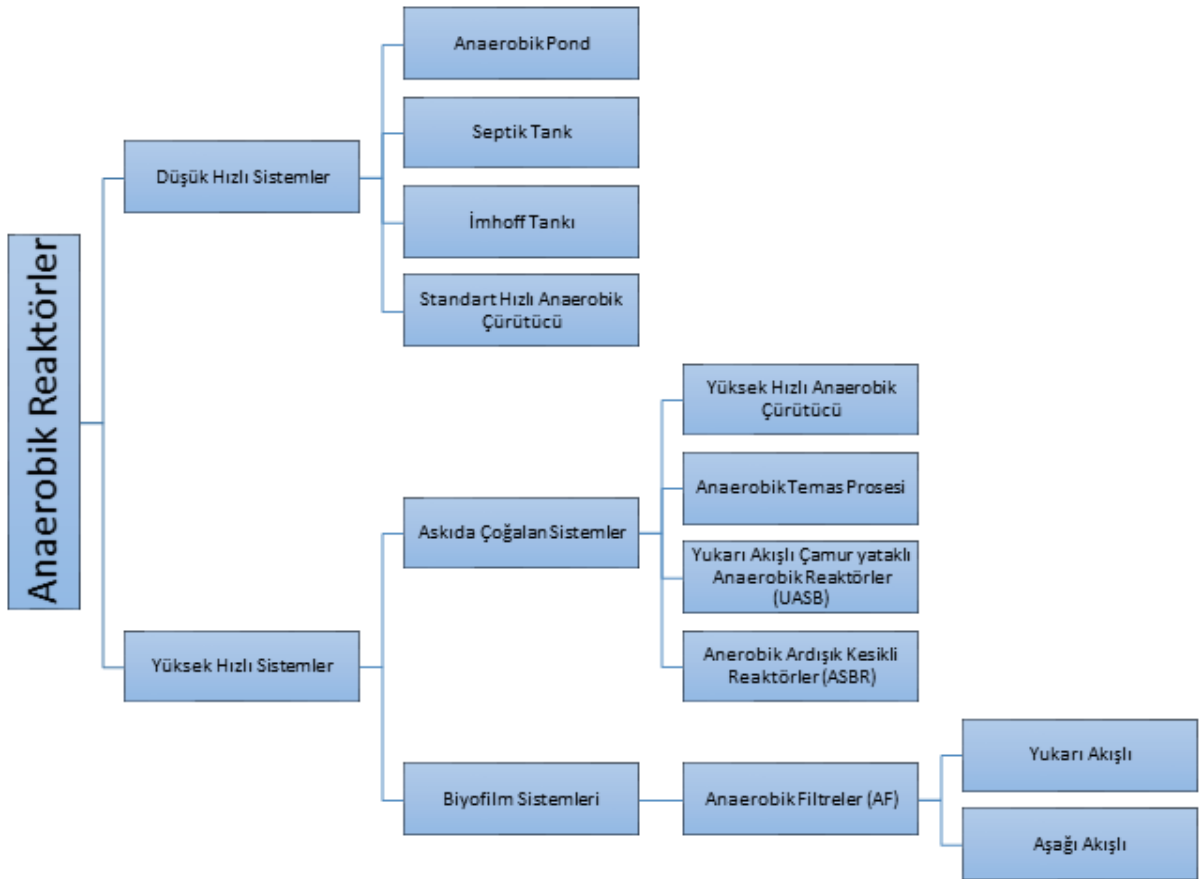 Anaerobik Reaktörler
Düşük Hızlı Sistemler
Anaerobik Pond
Septik Tank
İmhoff Tankı
Standart Hızlı Anaerobik
Çürütücü
Yüksek Hızlı Sistemler
Askıda Çoğalan Sistemler
Yüksek Hızlı Anaerobik
Çürütücü
Anaerobik Temas Prosesi
Yukarı Akışlı Çamur yataklı
Anaerobik Reaktörler
(UASB)
Anerobik Ardışık Kesikli
Reaktörler (ASBR)
Biyofilm Sistemleri
Anaerobik Filtreler (AF)
Yukarı Akışlı
Aşağı Akışlı